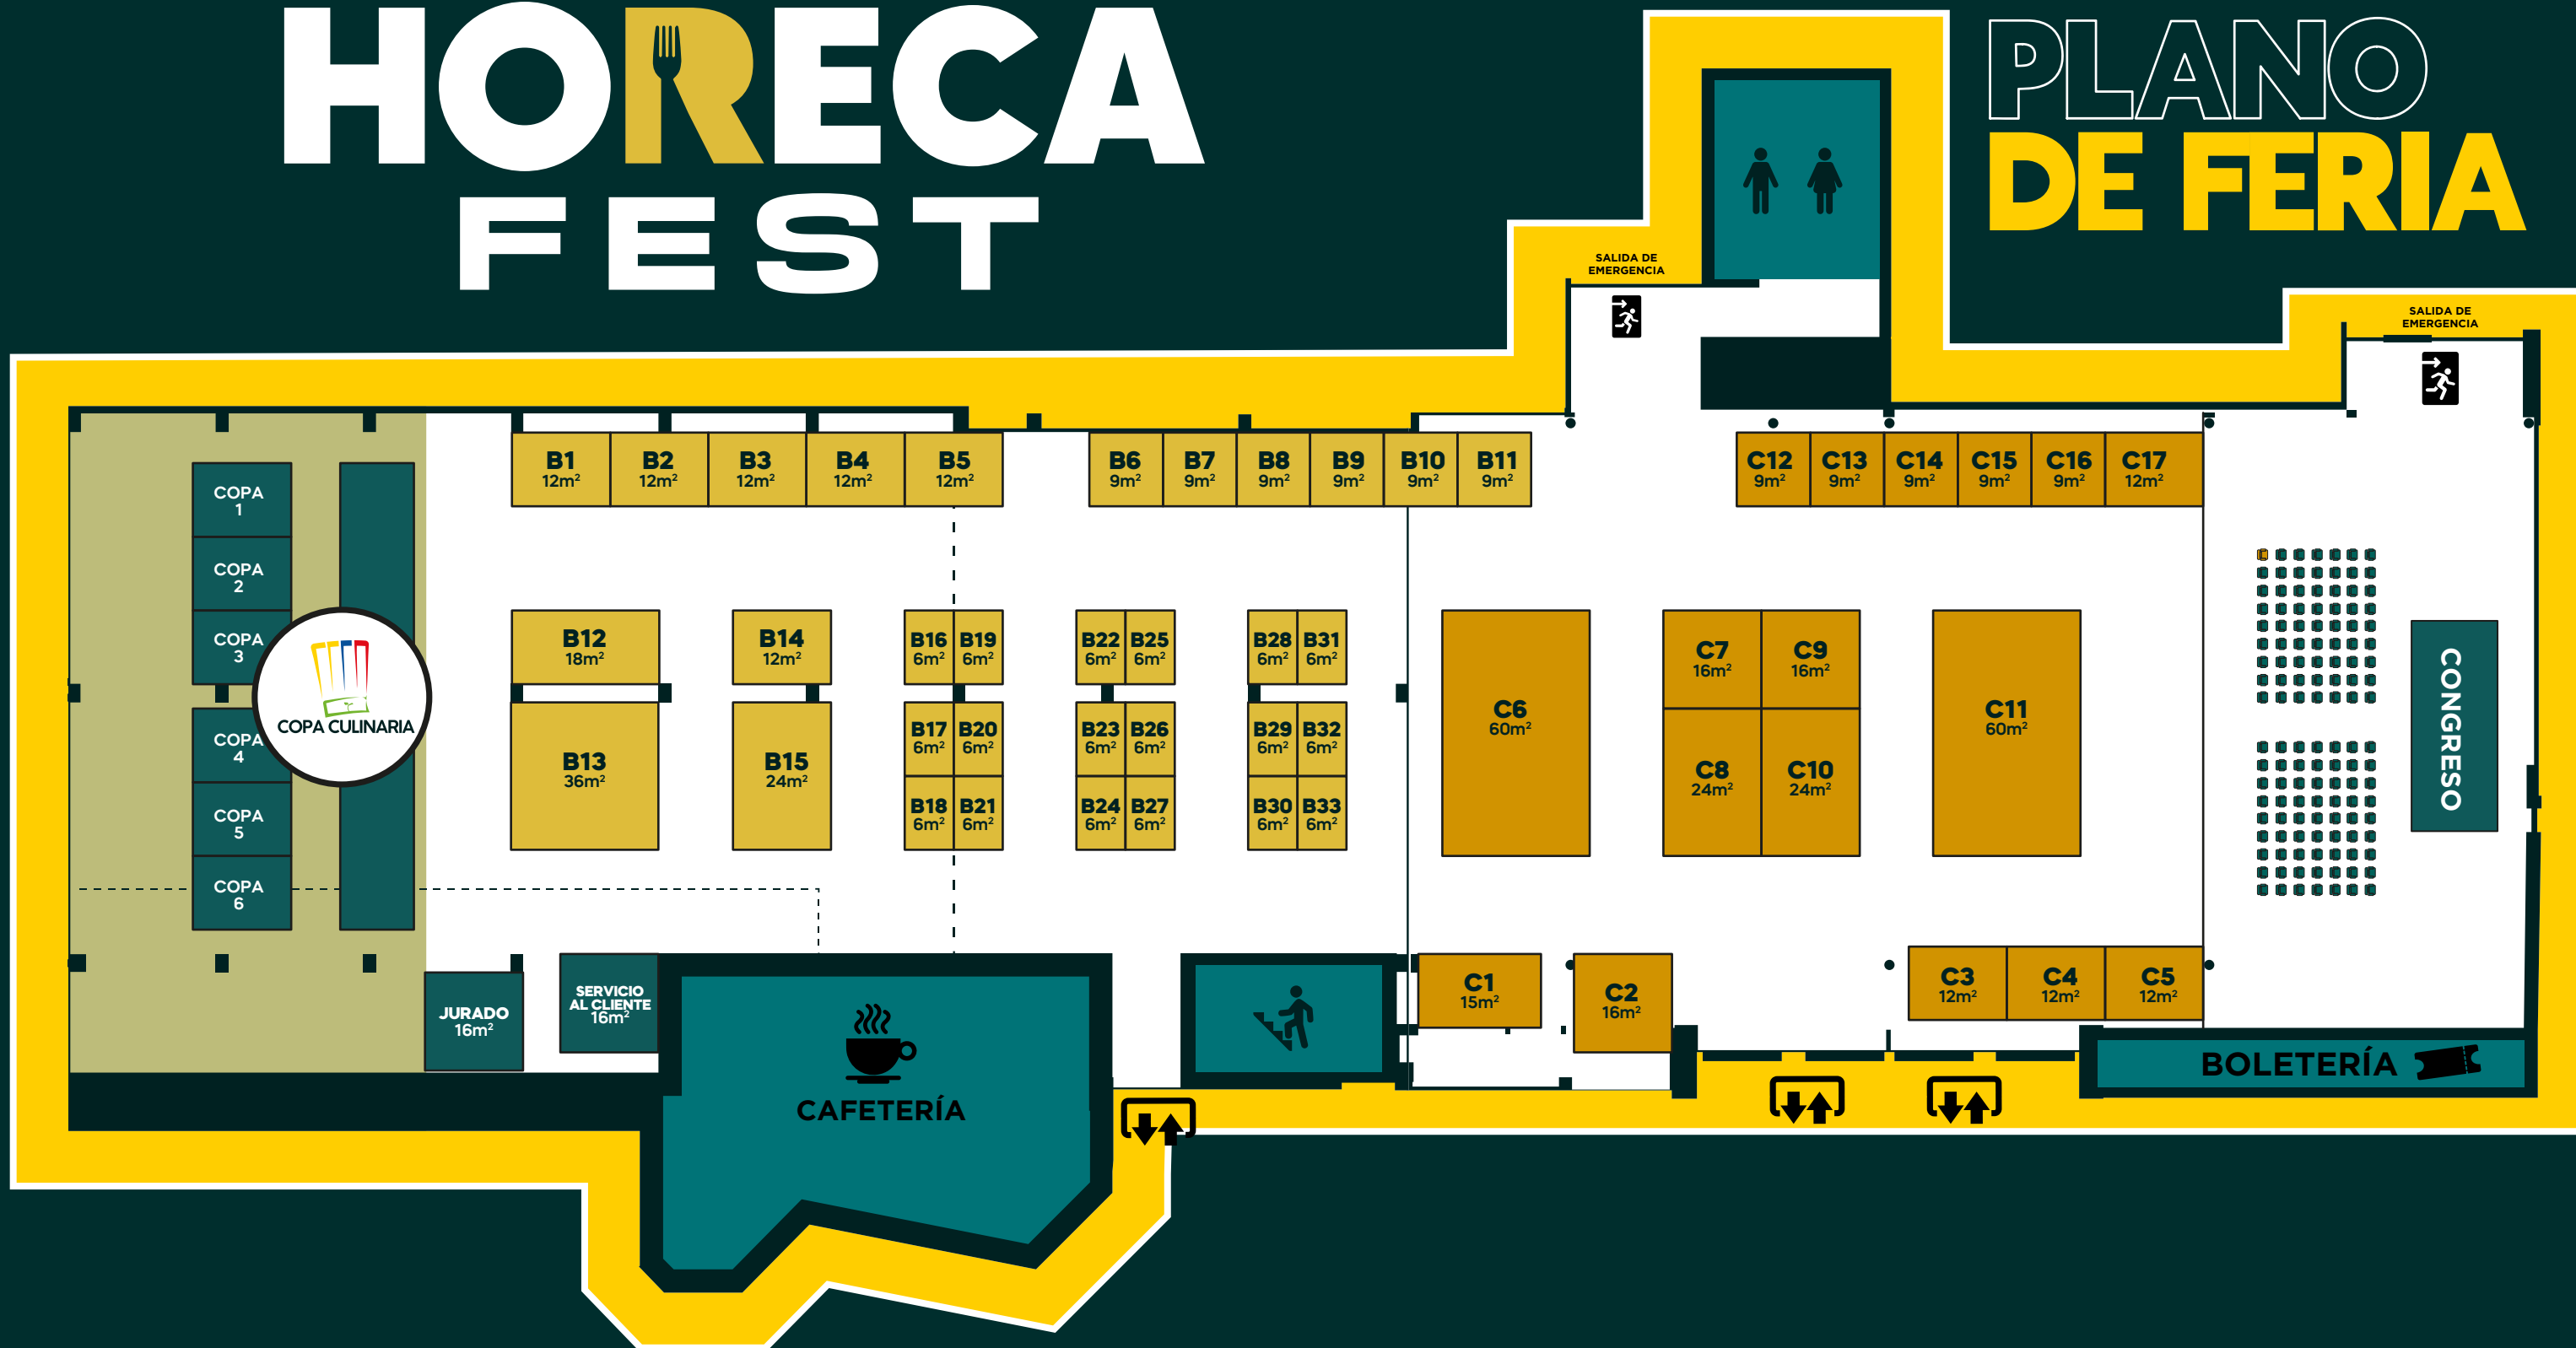 HORECA
FEST
PLANO
DE FERIA
SALIDA DE
EMERGENCIA
SALIDA DE
EMERGENCIA
B1
12m²
B2
12m²
B3
12m²
B4
12m²
B5
12m²
B6
9m²
B7
9m²
B8
9m²
B9
9m²
B10
9m²
B11
9m²
C12
9m²
C13
9m²
C14
9m²
C15
9m²
C16
9m²
C17
12m²
COPA
1
COPA
2
COPA
3
COPA
4
COPA
5
COPA
6
COPA CULINARIA
B12
18m²
B13
36m²
B14
12m²
B15
24m²
B16
6m²
B19
6m²
B17
6m²
B20
6m²
B18
6m²
B21
6m²
B22
6m²
B25
6m²
B23
6m²
B26
6m²
B24
6m²
B27
6m²
B28
6m²
B31
6m²
B29
6m²
B32
6m²
B30
6m²
B33
6m²
C6
60m²
C7
16m²
C9
16m²
C8
24m²
C10
24m²
C11
60m²
CONGRESO
JURADO
16m²
SERVICIO
AL CLIENTE
16m²
CAFETERÍA
C1
15m²
C2
16m²
C3
12m²
C4
12m²
C5
12m²
BOLETERÍA